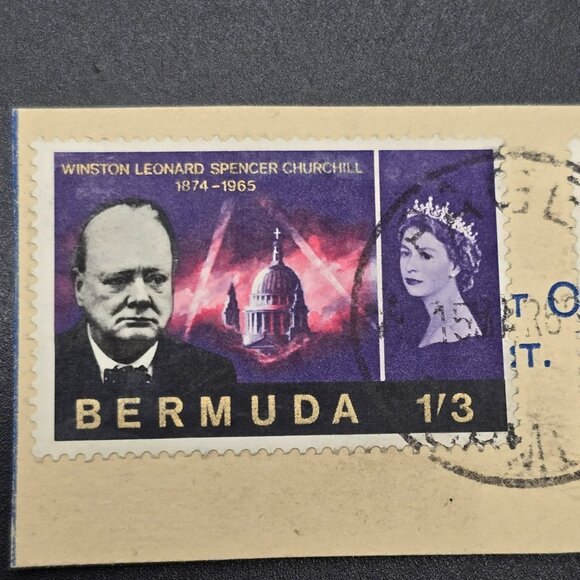 WINSTON LEONARD SPENCER CHURCHILL
1874-1965
BERMUDA 1/3
T.